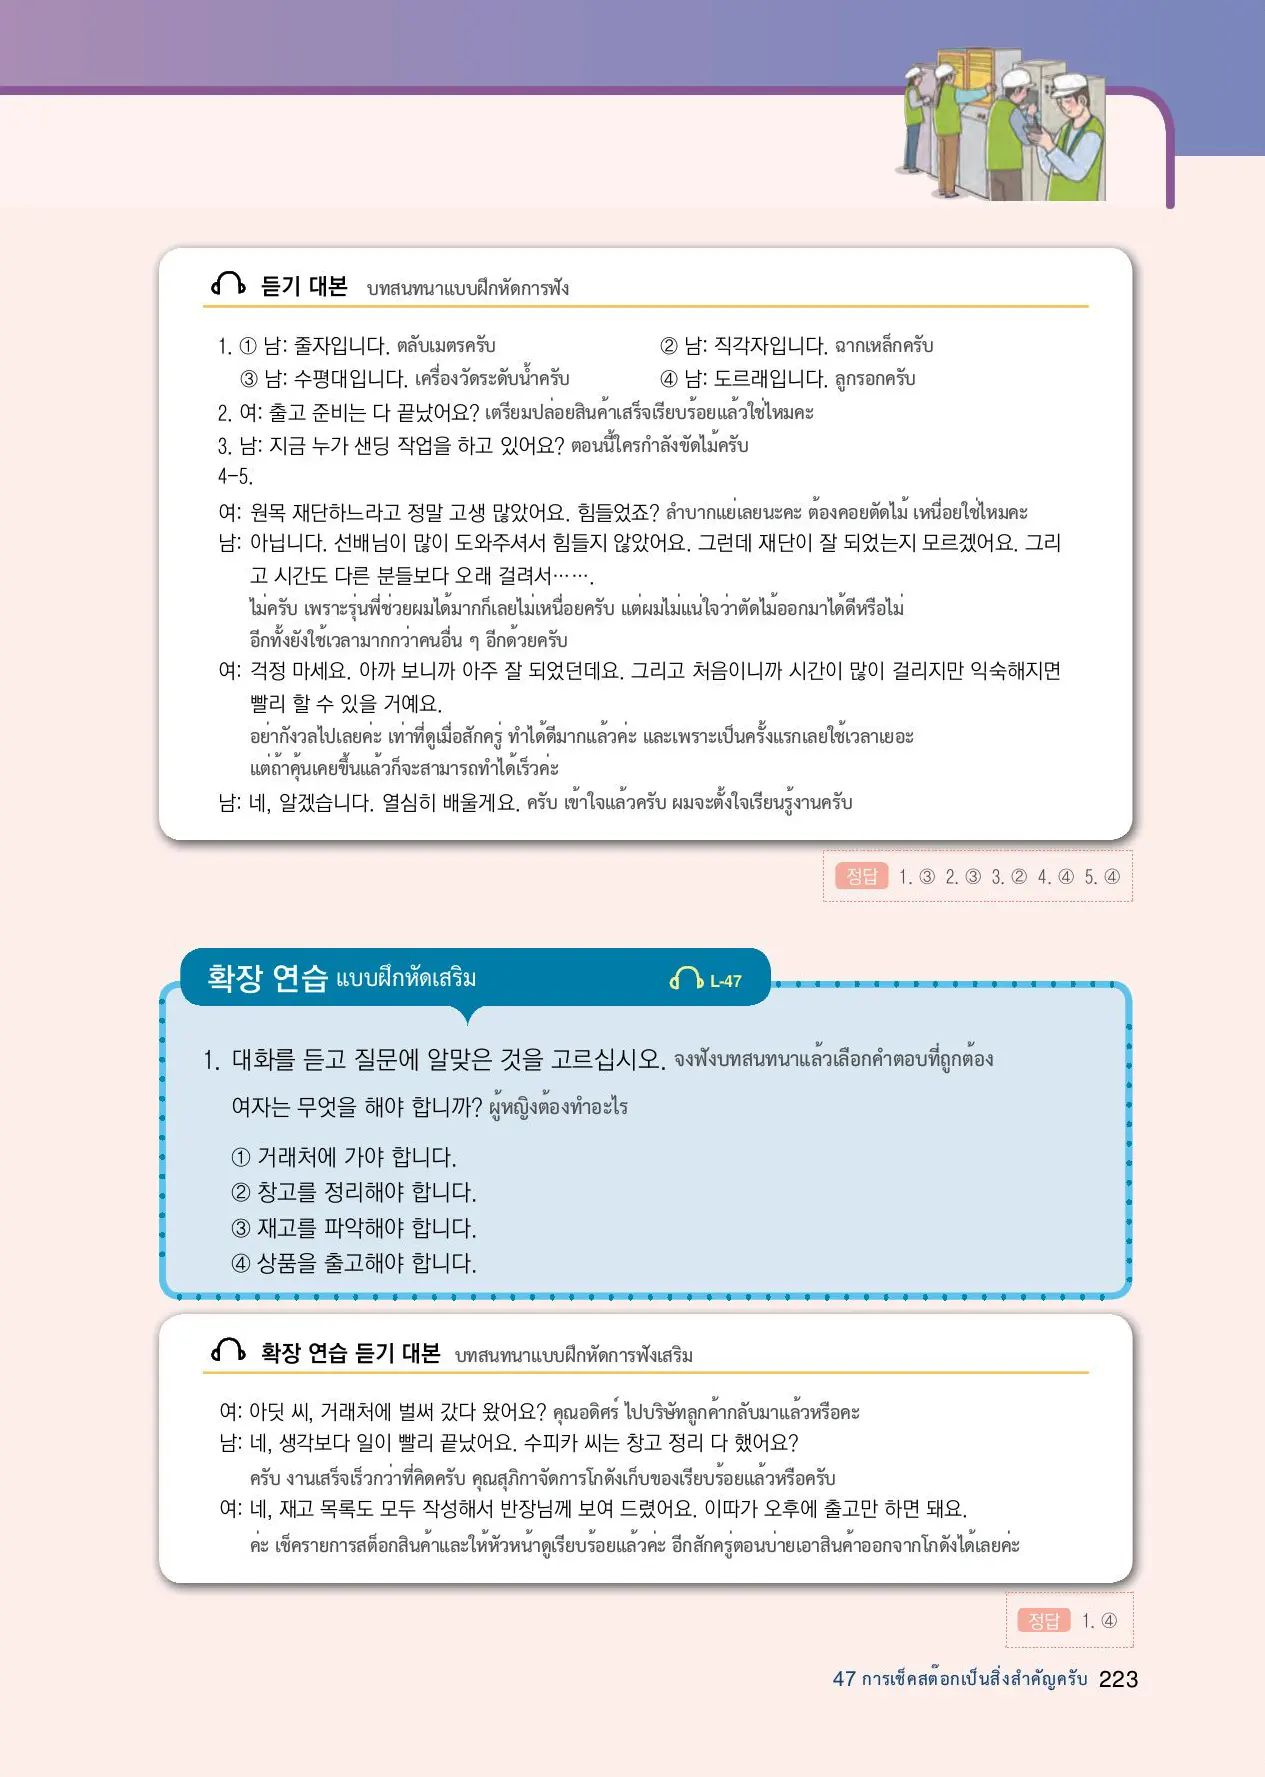 듣기 대본 บทสนทนาแบบฝึกหัดการฟัง
1. ① 남: 줄자입니다. ตลับเมตรครับ ② 남: 직각자입니다. ฉากเหล็กครับ
③ 남: 수평대입니다. เครื่องวัดระดับน้ำครับ ④ 남: 도르래입니다. ลูกรอกครับ
2. 여: 출고 준비는 다 끝났어요? เตรียมปล่อยสินค้าเสร็จเรียบร้อยแล้วใช่ไหมคะ
3. 남: 지금 누가 샌딩 작업을 하고 있어요? ตอนนี้ใครกำลังขัดไม้ครับ
4-5.
여: 원목 재단하느라고 정말 고생 많았어요. 힘들었죠? ลำบากแย่เลยนะคะ ต้องคอยตัดไม้ เหนื่อยใช่ไหมคะ
남: 아닙니다. 선배님이 많이 도와주셔서 힘들지 않았어요. 그런데 재단이 잘 되었는지 모르겠어요. 그리
고 시간도 다른 분들보다 오래 걸려서…….
ไม่ครับ เพราะรุ่นพี่ช่วยผมได้มากก็เลยไม่เหนื่อยครับ แต่ผมไม่แน่ใจว่าตัดไม้ออกมาได้ดีหรือไม่
อีกทั้งยังใช้เวลามากกว่าคนอื่น ๆ อีกด้วยครับ
여: 걱정 마세요. 아까 보니까 아주 잘 되었던데요. 그리고 처음이니까 시간이 많이 걸리지만 익숙해지면
빨리 할 수 있을 거예요.
อย่ากังวลไปเลยค่ะ เท่าที่ดูเมื่อสักครู่ ทำได้ดีมากแล้วค่ะ และเพราะเป็นครั้งแรกเลยใช้เวลาเยอะ
แต่ถ้าคุ้นเคยขึ้นแล้วก็จะสามารถทำได้เร็วค่ะ
남: 네, 알겠습니다. 열심히 배울게요. ครับ เข้าใจแล้วครับ ผมจะตั้งใจเรียนรู้งานครับ
정답 1. ③ 2. ③ 3. ② 4. ④ 5. ④
확장 연습 แบบฝึกหัดเสริม L-47
1. 대화를 듣고 질문에 알맞은 것을 고르십시오. จงฟังบทสนทนาแล้วเลือกคำตอบที่ถูกต้อง
여자는 무엇을 해야 합니까? ผู้หญิงต้องทำอะไร
① 거래처에 가야 합니다.
② 창고를 정리해야 합니다.
③ 재고를 파악해야 합니다.
④ 상품을 출고해야 합니다.
확장 연습 듣기 대본 บทสนทนาแบบฝึกหัดการฟังเสริม
여: 아딧 씨, 거래처에 벌써 갔다 왔어요? คุณอดิศร์ ไปบริษัทลูกค้ากลับมาแล้วหรือคะ
남: 네, 생각보다 일이 빨리 끝났어요. 수피카 씨는 창고 정리 다 했어요?
ครับ งานเสร็จเร็วกว่าที่คิดครับ คุณสุภิกาจัดการโกดังเก็บของเรียบร้อยแล้วหรือครับ
여: 네, 재고 목록도 모두 작성해서 반장님께 보여 드렸어요. 이따가 오후에 출고만 하면 돼요.
ค่ะ เช็ครายการสต็อกสินค้าและให้หัวหน้าดูเรียบร้อยแล้วค่ะ อีกสักครู่ตอนบ่ายเอาสินค้าออกจากโกดังได้เลยค่ะ
정답 1. ④
47 การเช็คสต๊อกเป็นสิ่งสำคัญครับ 223